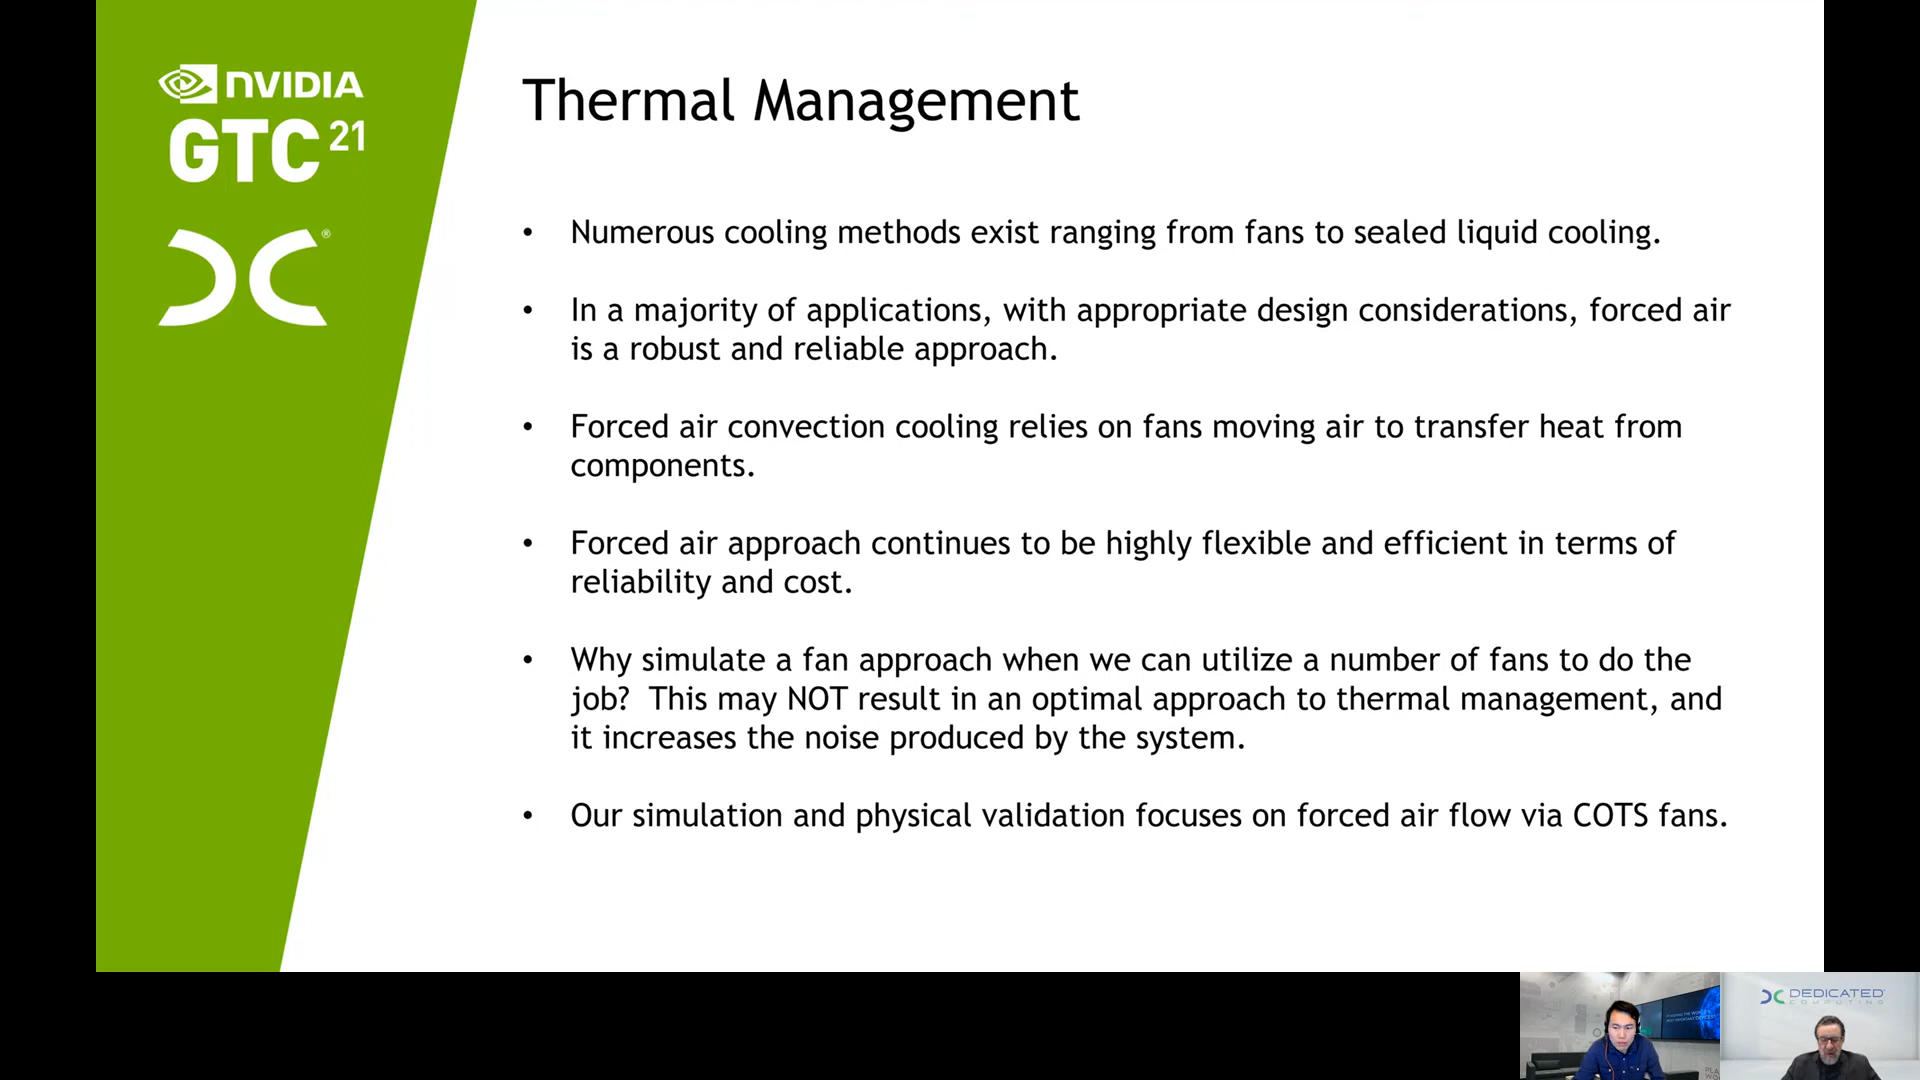 NVIDIA
GTC 21
®
Thermal Management
• Numerous cooling methods exist ranging from fans to sealed liquid cooling.
• In a majority of applications, with appropriate design considerations, forced air
is a robust and reliable approach.
• Forced air convection cooling relies on fans moving air to transfer heat from
components.
• Forced air approach continues to be highly flexible and efficient in terms of
reliability and cost.
• Why simulate a fan approach when we can utilize a number of fans to do the
job?  This may NOT result in an optimal approach to thermal management, and
it increases the noise produced by the system.
• Our simulation and physical validation focuses on forced air flow via COTS fans.
DEDICATED
COMPUTING